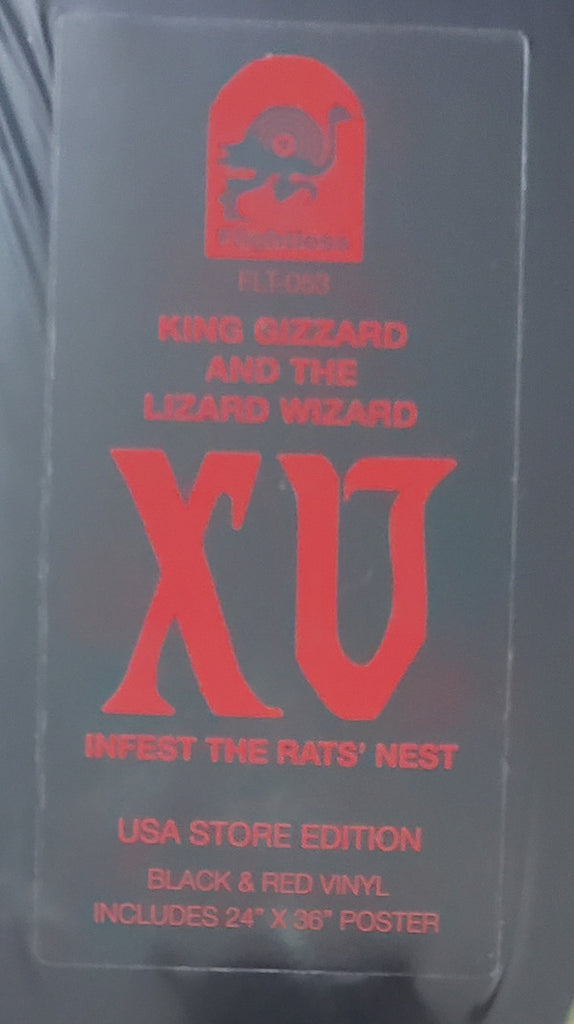 Flightless
FLT-053
KING GIZZARD
AND THE
LIZARD WIZARD
XV
INFEST THE RATS' NEST
USA STORE EDITION
BLACK & RED VINYL
INCLUDES 24" X 36" POSTER